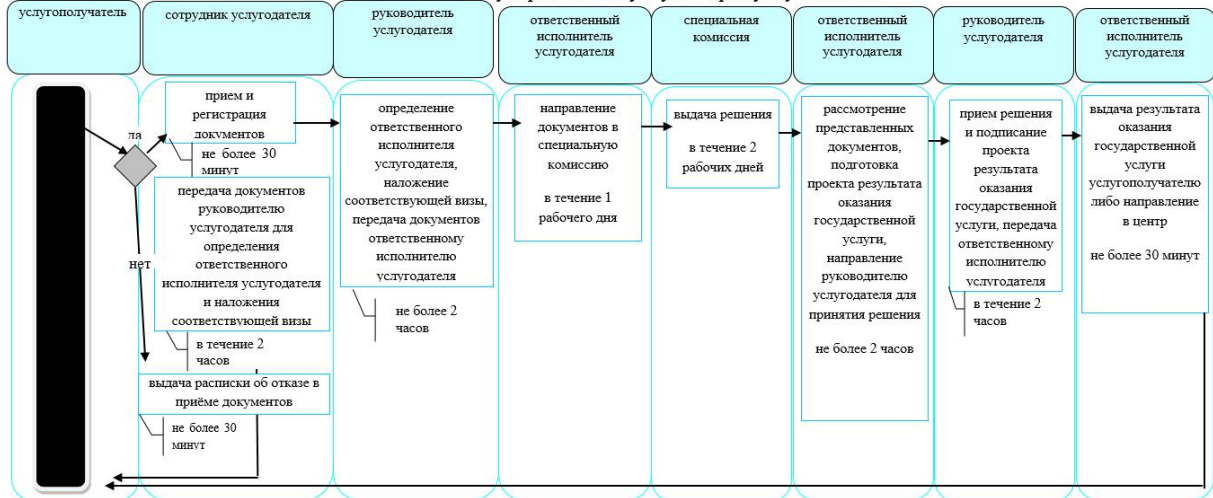 услугополучатель
сотрудник услугодателя
руководитель
услугодателя
ответственный
исполнитель
услугодателя
специальная
комиссия
ответственный
исполнитель
услугодателя
руководитель
услугодателя
ответственный
исполнитель
услугодателя
да
нет
прием и
регистрация
документов
не более 30
минут
передача документов
руководителю
услугодателя для
определения
ответственного
исполнителя услугодателя
и наложения
соответствующей визы
в течение 2
часов
выдача расписки об отказе в
приёме документов
не более 30
минут
определение
ответственного
исполнителя
услугодателя,
наложение
соответствующей визы,
передача документов
ответственному
исполнителю
услугодателя
не более 2
часов
направление
документов в
специальную
комиссию
в течение 1
рабочего дня
выдача решения
в течение 2
рабочих дней
рассмотрение
представленных
документов,
подготовка
проекта результата
оказания
государственной
услуги,
направление
руководителю
услугодателя для
принятия решения
не более 2 часов
прием решения
и подписание
проекта
результата
оказания
государственной
услуги, передача
ответственному
исполнителю
услугодателя
в течение 2
часов
выдача результата
оказания
государственной
услуги
услугополучателю
либо направление
в центр
не более 30 минут